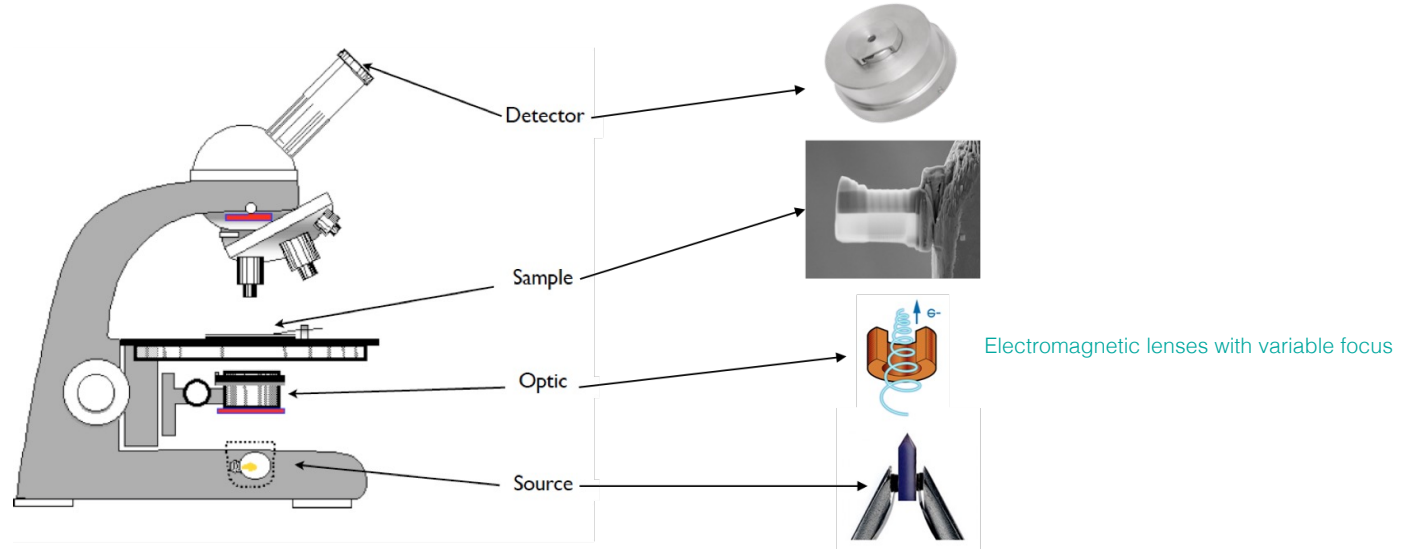 Detector
Sample
e-
Electromagnetic lenses with variable focus
Optic
Source